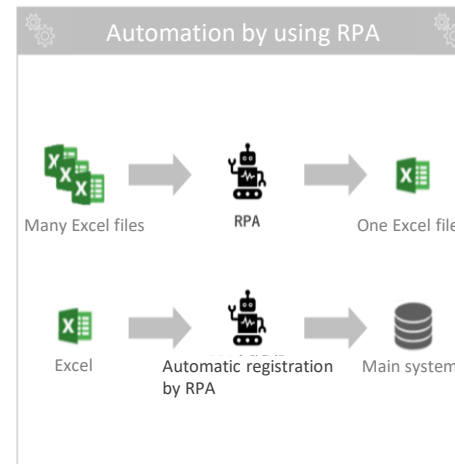 Automation by using RPA
Many Excel files
RPA
One Excel file
Excel
Automatic registration
by RPA
Main system